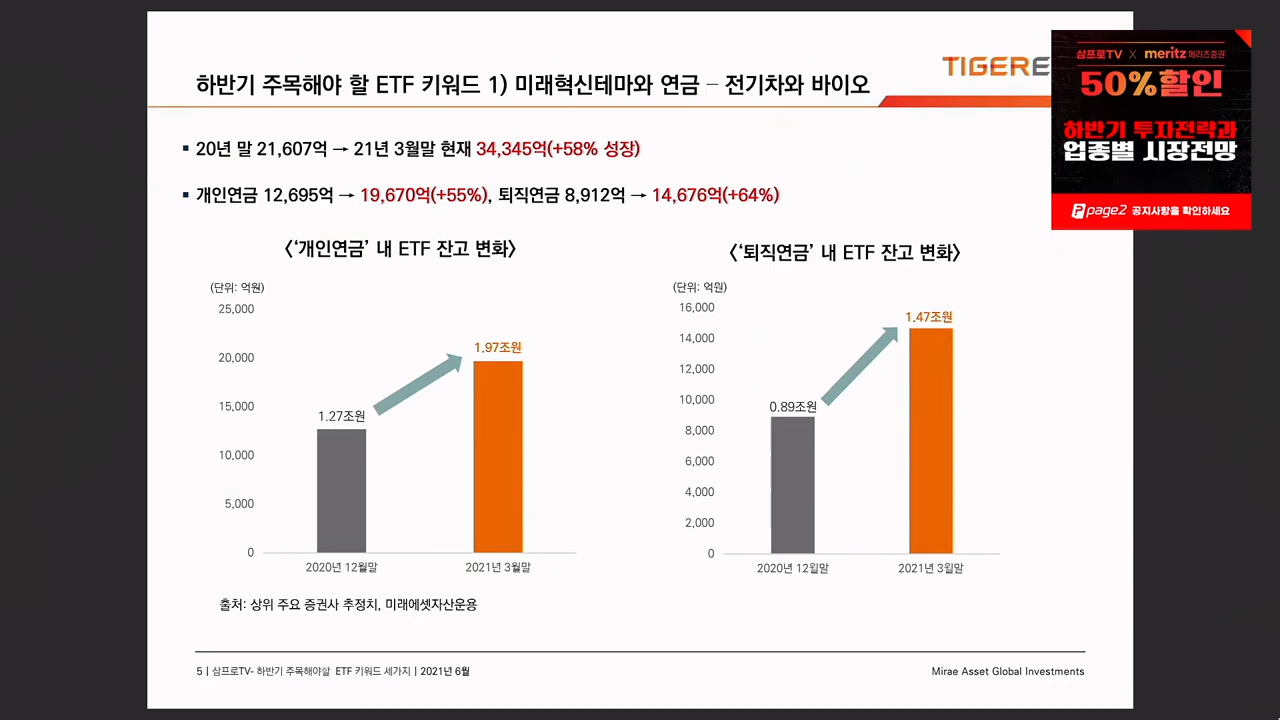 하반기 주목해야 할 ETF 키워드 1) 미래혁신테마와 연금 – 전기차와 바이오
TIGERE
삼프로TV × meritz 메리츠증권
50%할인
하반기 투자전략과
업종별 시장전망
page2 공지사항을 확인하세요
▪ 20년 말 21,607억 → 21년 3월말 현재 34,345억(+58% 성장)
▪ 개인연금 12,695억 → 19,670억(+55%), 퇴직연금 8,912억 → 14,676억(+64%)
<‘개인연금’ 내 ETF 잔고 변화>
(단위: 억원)
25,000
20,000
15,000
10,000
5,000
0
1.27조원
1.97조원
2020년 12월말
2021년 3월말
<‘퇴직연금’ 내 ETF 잔고 변화>
(단위: 억원)
16,000
14,000
12,000
10,000
8,000
6,000
4,000
2,000
0
0.89조원
1.47조원
2020년 12월말
2021년 3월말
출처: 상위 주요 증권사 추정치, 미래에셋자산운용
5 | 삼프로TV- 하반기 주목해야할 ETF 키워드 세가지 | 2021년 6월
Mirae Asset Global Investments